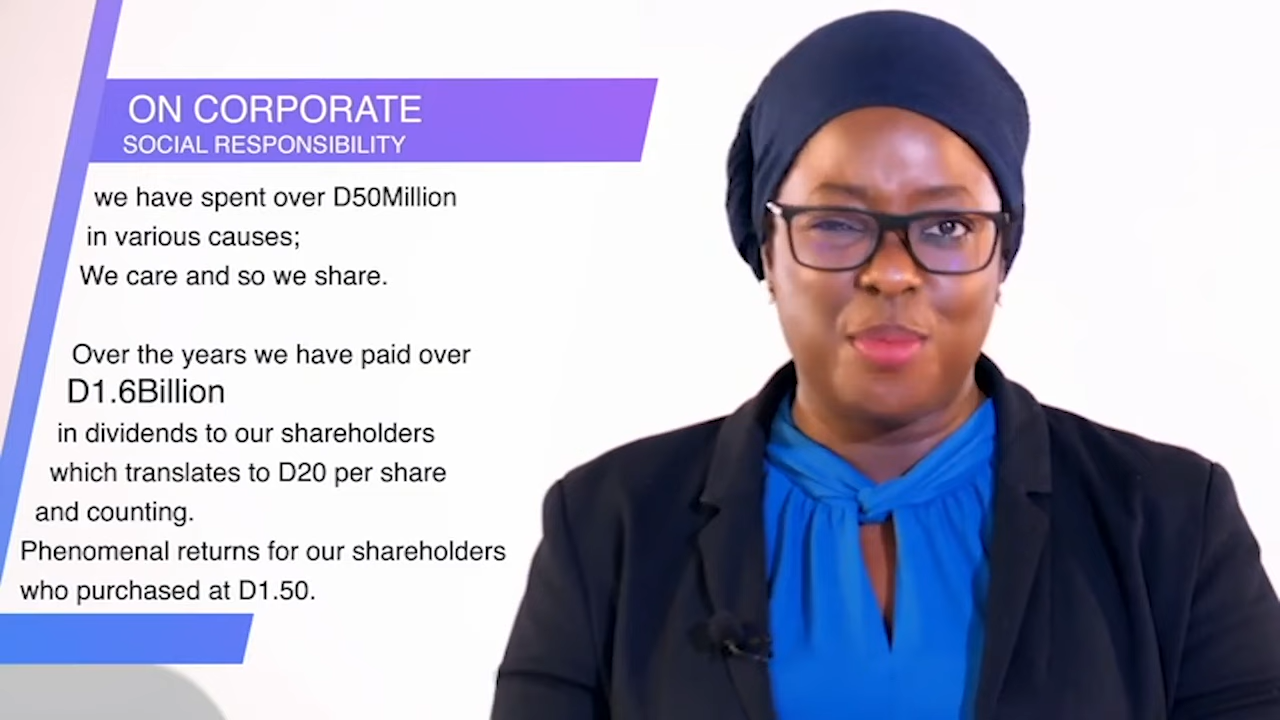 ON CORPORATE
SOCIAL RESPONSIBILITY
we have spent over D50Million
in various causes;
We care and so we share.
Over the years we have paid over
D1.6Billion
in dividends to our shareholders
which translates to D20 per share
and counting.
Phenomenal returns for our shareholders
who purchased at D1.50.